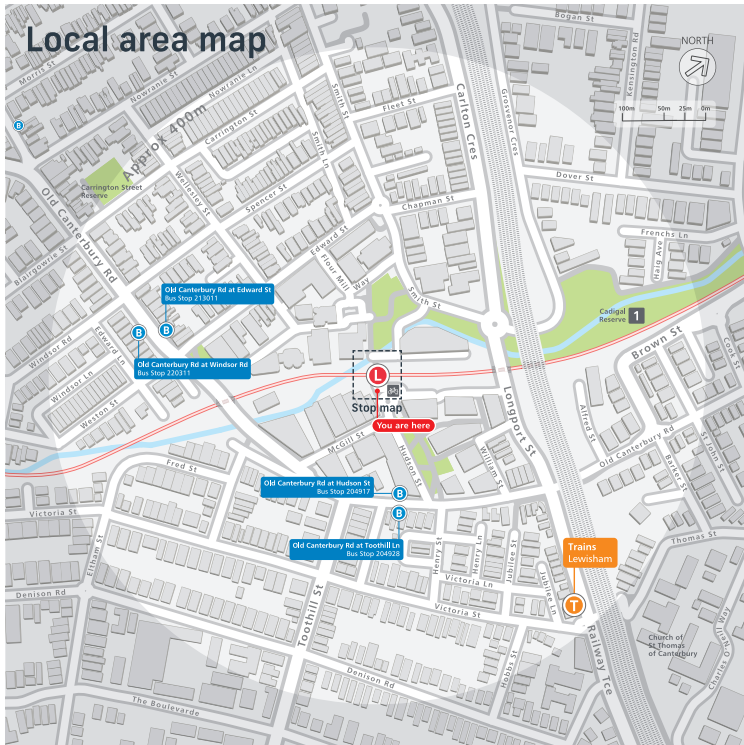 Local area map
Bogan St
NORTH
100m 50m 25m 0m
Kensington Rd
Morris St
Nowranie St
Nowranie Ln
Smith St
Fleet St
Carlton Cres
Grosvenor Cres
B
Approx 400m
Carrington St
Smith Ln
Carrington Street
Reserve
Wellesley St
Spencer St
Chapman St
Dover St
Old Canterbury Rd
Blairgowrie St
Edward St
Flour Mill
Way
Frenchs Ln
Haig Ave
Smith St
Old Canterbury Rd at Edward St
Bus Stop 213011
B
B
Cadigal
Reserve
1
Edward Ln
Windsor Rd
Windsor Ln
Weston St
Old Canterbury Rd at Windsor Rd
Bus Stop 220311
L
Stop map
You are here
Longport St
Brown St
Cook St
Alfred St
McGill St
Hudson St
William St
Old Canterbury Rd
St John St
Barker St
Fred St
Old Canterbury Rd at Hudson St
Bus Stop 204917
B
B
Old Canterbury Rd at Toothill Ln
Bus Stop 204928
Victoria St
Eltham St
Henry St
Henry Ln
Jubilee St
Jubilee Ln
Victoria Ln
Victoria St
Trains
Lewisham
T
Thomas St
Denison Rd
Toothill St
Railway Tce
Church of
St Thomas
of Canterbury
Charles O'Neill Way
Hobbs St
Denison Rd
The Boulevarde